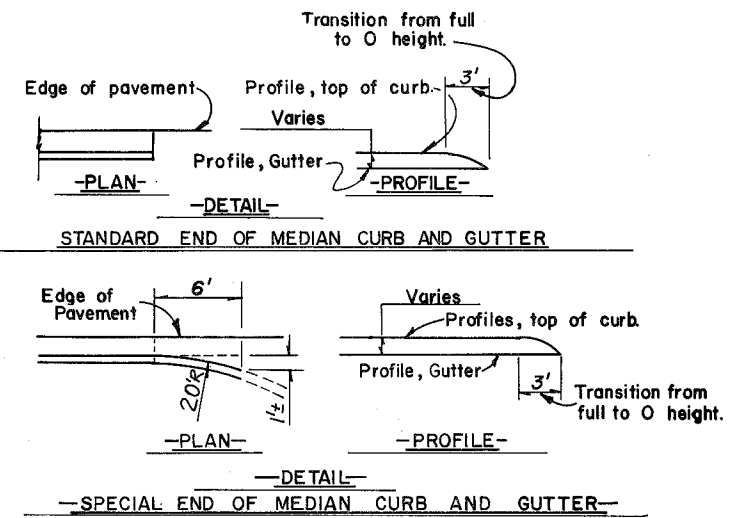 Transition from full
to O height.
3'
Edge of pavement
Profile, top of curb.
Varies
Profile, Gutter
-PLAN-
-PROFILE-
-DETAIL-
STANDARD END OF MEDIAN CURB AND GUTTER
6'
Edge of
Pavement
Varies
Profiles, top of curb.
Profile, Gutter
20'R
1'±
3'
Transition from
full to O height.
-PLAN-
-PROFILE-
-DETAIL-
-SPECIAL END OF MEDIAN CURB AND GUTTER-